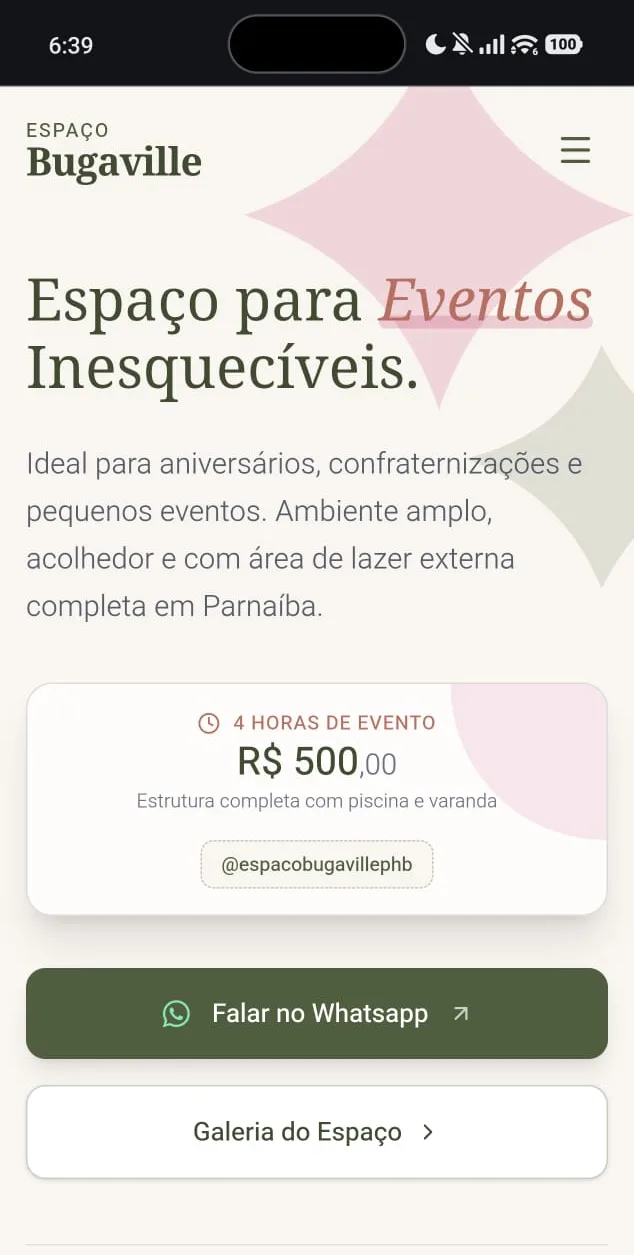 6:39
6
100
ESPAÇO
Bugaville
Espaço para Eventos
Inesquecíveis.
Ideal para aniversários, confraternizações e
pequenos eventos. Ambiente amplo,
acolhedor e com área de lazer externa
completa em Parnaíba.
4 HORAS DE EVENTO
R$ 500,00
Estrutura completa com piscina e varanda
@espacobugavillephb
Falar no Whatsapp
Galeria do Espaço